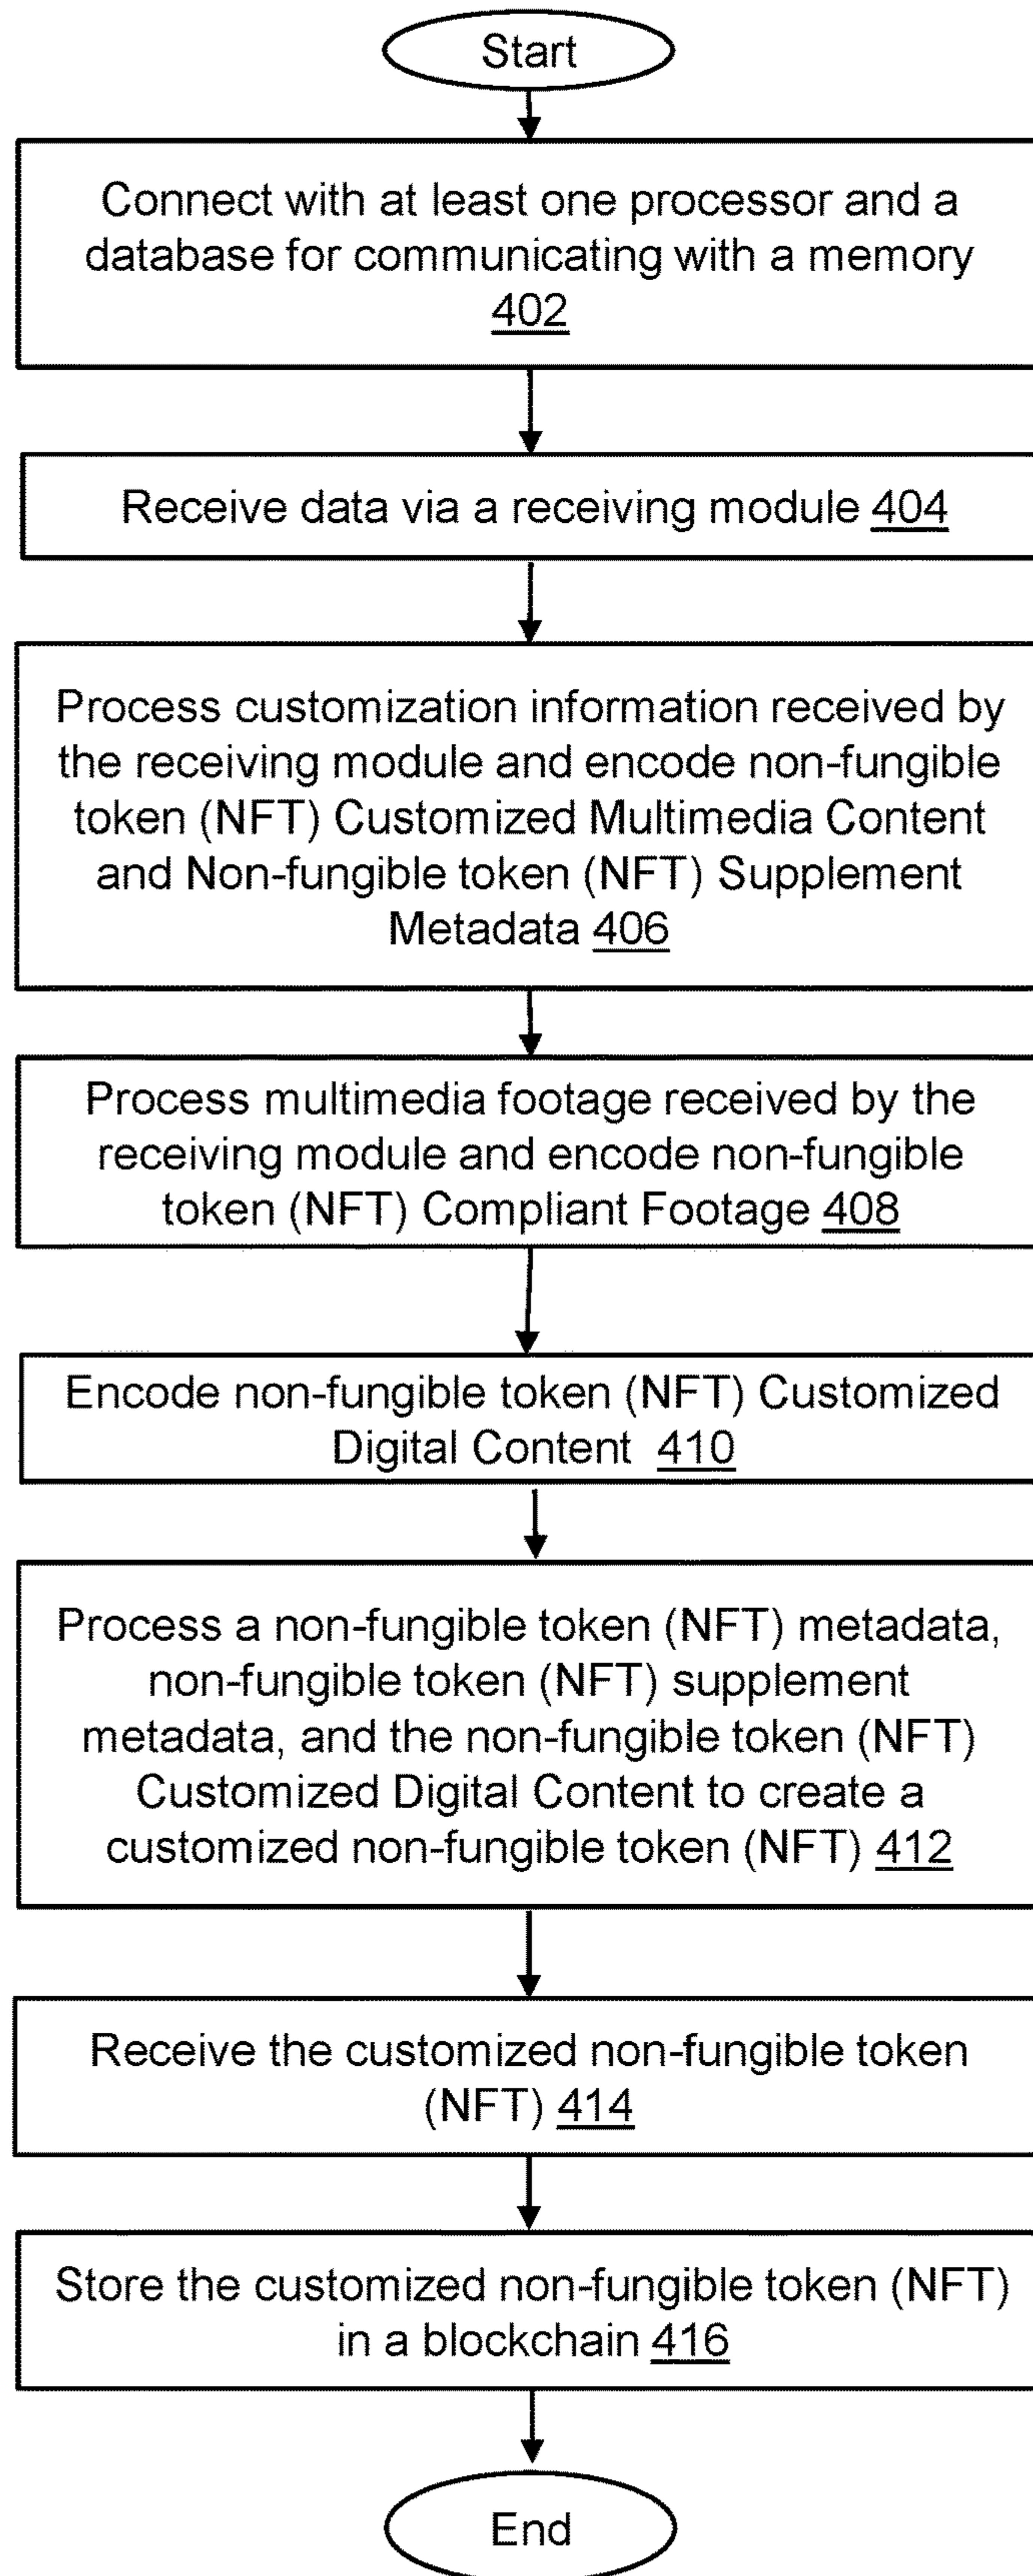 Start
Connect with at least one processor and a
database for communicating with a memory
402
Receive data via a receiving module 404
Process customization information received by
the receiving module and encode non-fungible
token (NFT) Customized Multimedia Content
and Non-fungible token (NFT) Supplement
Metadata 406
Process multimedia footage received by the
receiving module and encode non-fungible
token (NFT) Compliant Footage 408
Encode non-fungible token (NFT) Customized
Digital Content 410
Process a non-fungible token (NFT) metadata,
non-fungible token (NFT) supplement
metadata, and the non-fungible token (NFT)
Customized Digital Content to create a
customized non-fungible token (NFT) 412
Receive the customized non-fungible token
(NFT) 414
Store the customized non-fungible token (NFT)
in a blockchain 416
End